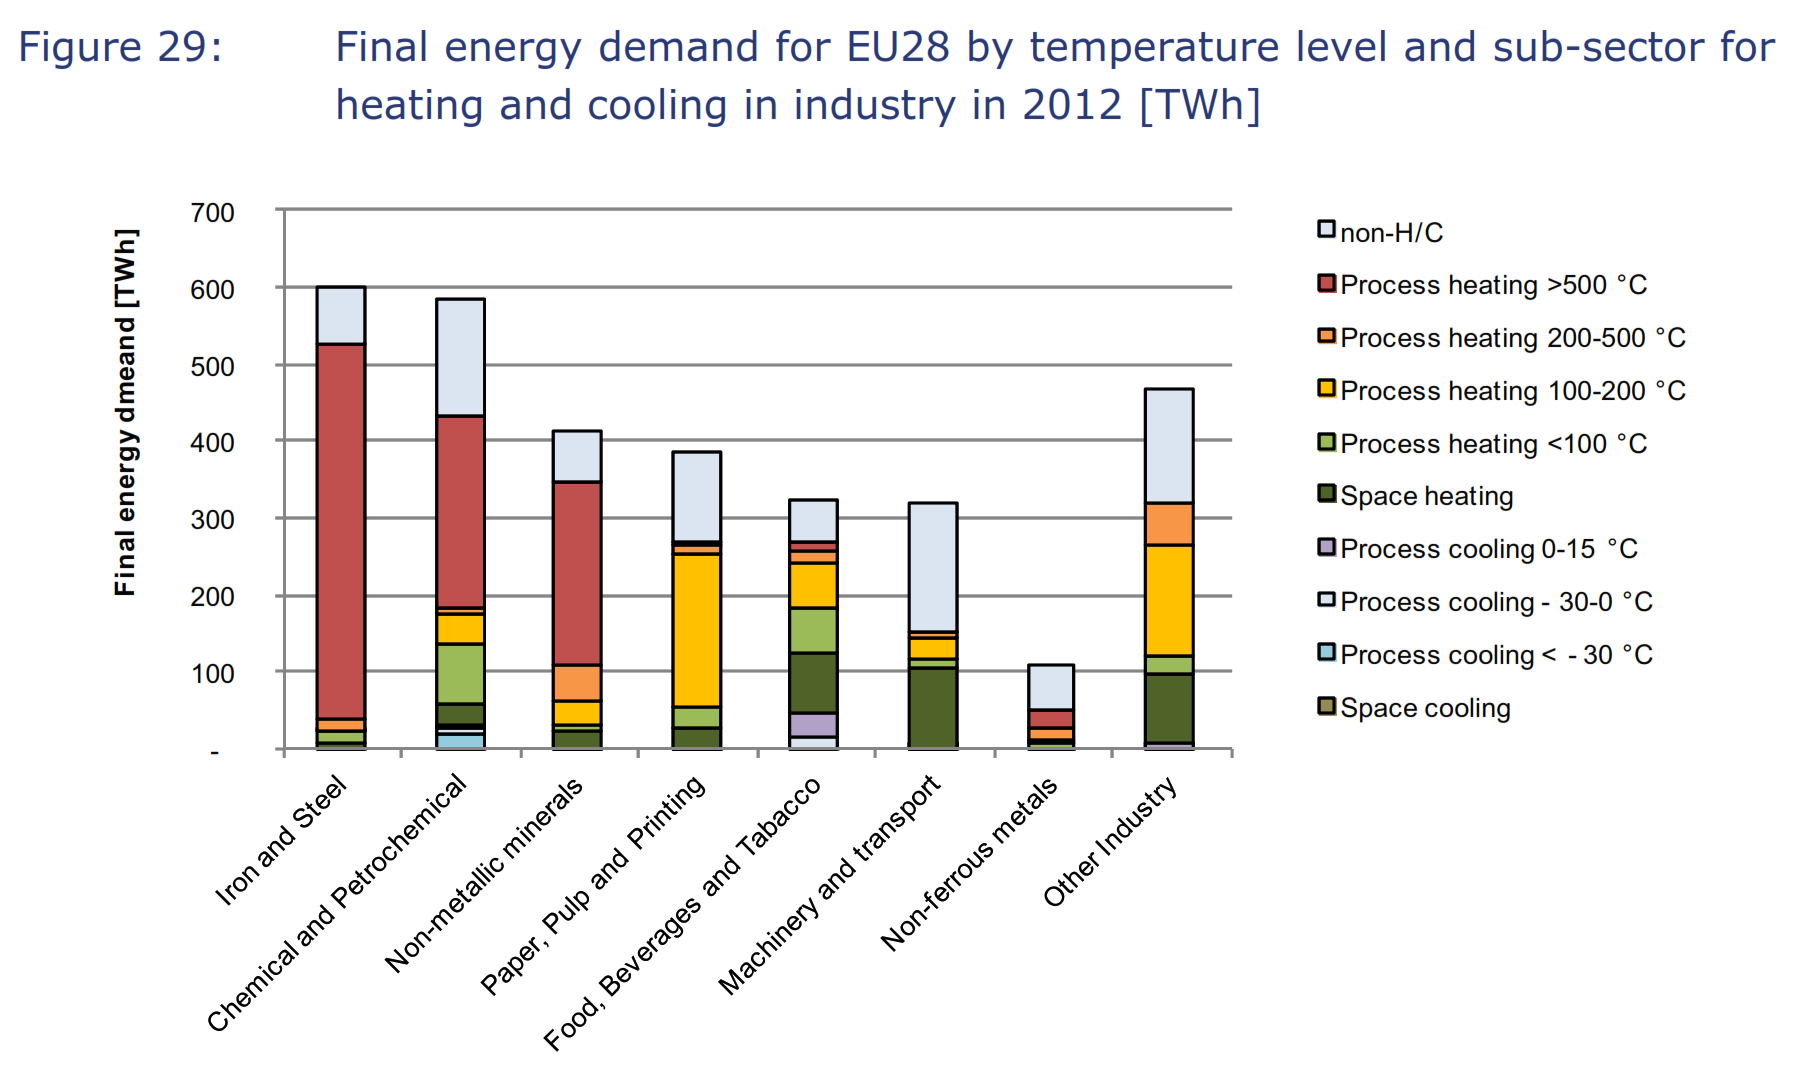 Figure 29: Final energy demand for EU28 by temperature level and sub-sector for
heating and cooling in industry in 2012 [TWh]
Final energy dmeand [TWh]
700
600
500
400
300
200
100
-
Iron and Steel
Chemical and Petrochemical
Non-metallic minerals
Paper, Pulp and Printing
Food, Beverages and Tabacco
Machinery and transport
Non-ferrous metals
Other Industry
non-H/C
Process heating >500 °C
Process heating 200-500 °C
Process heating 100-200 °C
Process heating <100 °C
Space heating
Process cooling 0-15 °C
Process cooling - 30-0 °C
Process cooling < - 30 °C
Space cooling